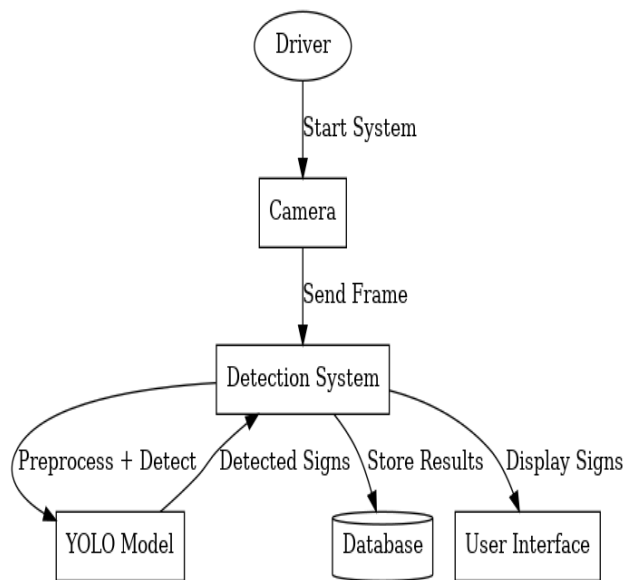 Driver
Start System
Camera
Send Frame
Detection System
Preprocess + Detect
Detected Signs
Store Results
Display Signs
YOLO Model
Database
User Interface